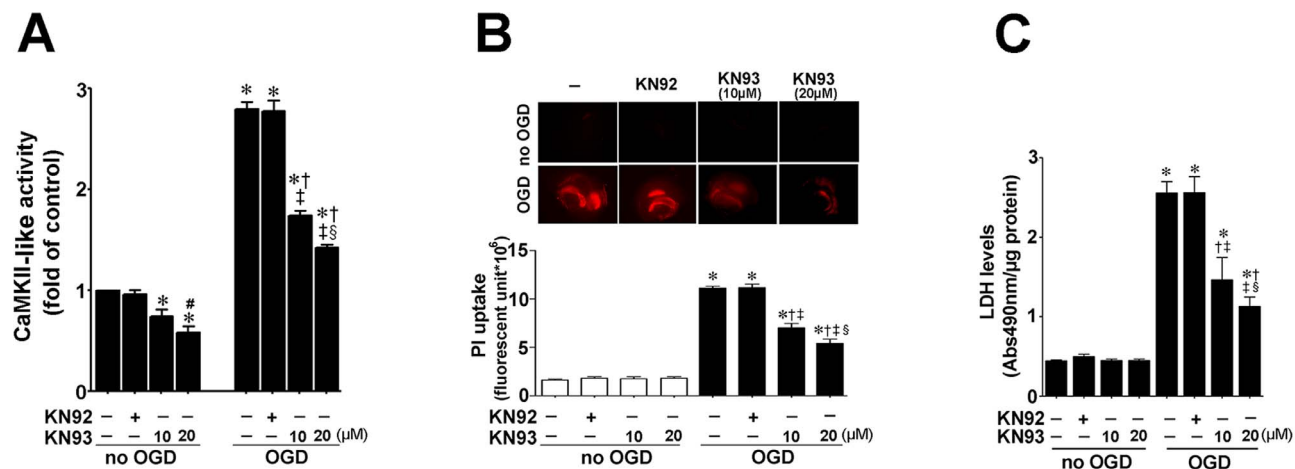 A
CaMKII-like activity
(fold of control)
3
2
1
0
* *
*†
‡
*†
‡§
*
#
*
KN92 – + – – – + – –
KN93 – – 10 20 – – 10 20 (µM)
no OGD OGD
B
– KN92 KN93 KN93
(10µM) (20µM)
no OGD
OGD
PI uptake
(fluorescent unit*10⁶)
15
10
5
0
* *
*†‡
*†‡§
KN92 – + – – – + – –
KN93 – – 10 20 – – 10 20 (µM)
no OGD OGD
C
LDH levels
(Abs490nm/µg protein)
3
2
1
0
* *
*
†‡
*†
‡§
KN92 – + – – – + – –
KN93 – – 10 20 – – 10 20 (µM)
no OGD OGD